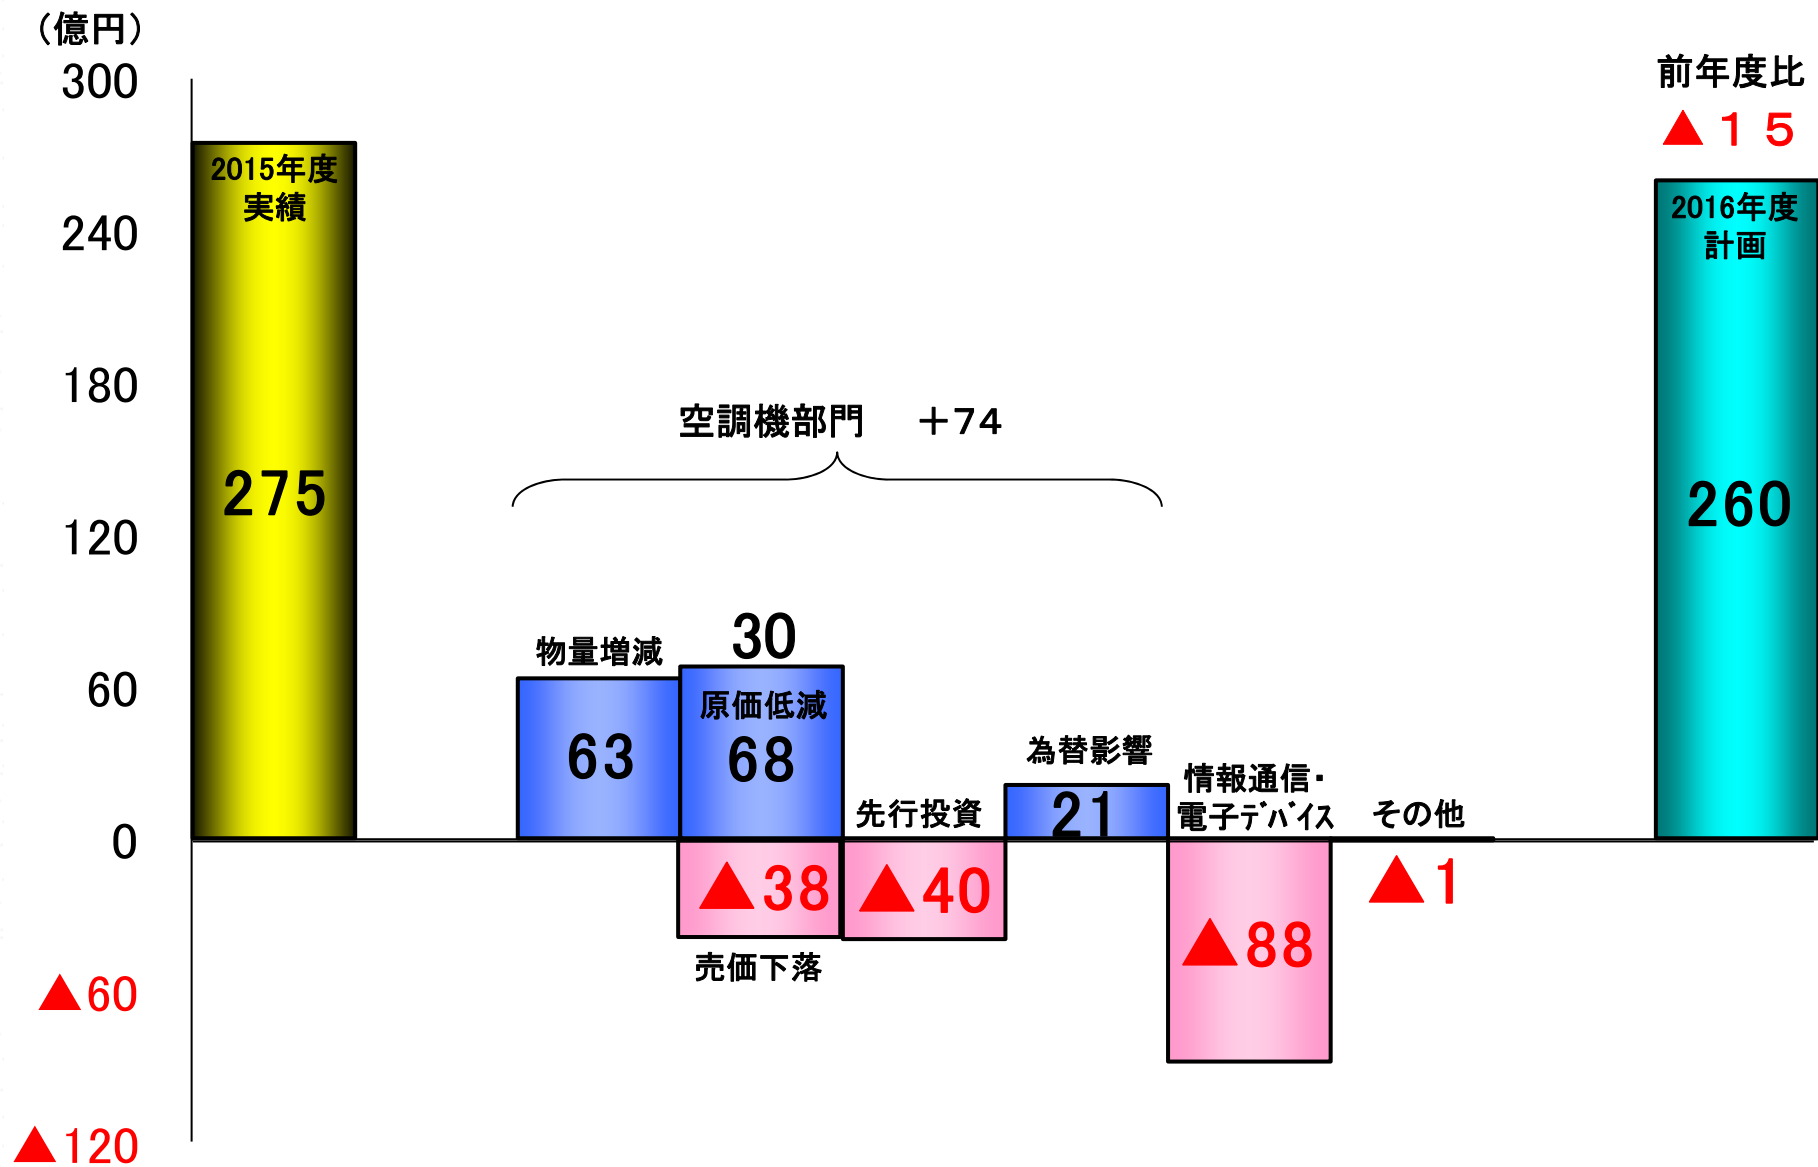 （億円）
300
240
180
120
60
0
▲60
▲120
2015年度
実績
275
空調機部門　＋74
物量増減
63
30
原価低減
68
▲38
売価下落
先行投資
▲40
為替影響
21
情報通信・
電子ﾃﾞﾊﾞｲｽ
▲88
その他
▲1
前年度比
▲１５
2016年度
計画
260